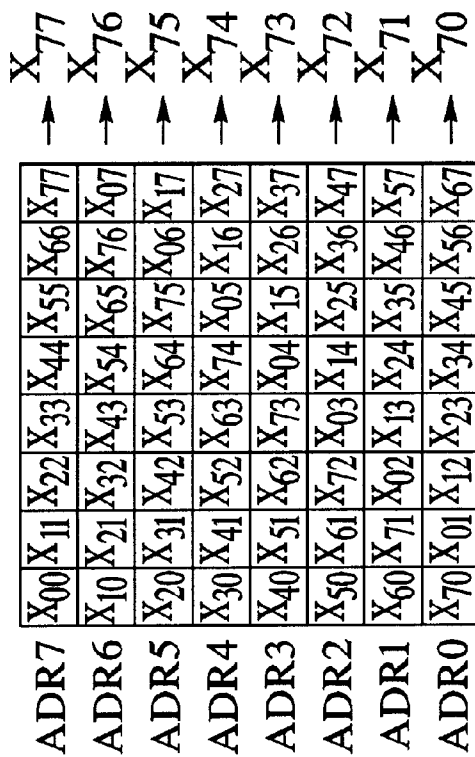 ADR7 X00 X11 X22 X33 X44 X55 X66 X77 → X77
ADR6 X10 X21 X32 X43 X54 X65 X76 X07 → X76
ADR5 X20 X31 X42 X53 X64 X75 X06 X17 → X75
ADR4 X30 X41 X52 X63 X74 X05 X16 X27 → X74
ADR3 X40 X51 X62 X73 X04 X15 X26 X37 → X73
ADR2 X50 X61 X72 X03 X14 X25 X36 X47 → X72
ADR1 X60 X71 X02 X13 X24 X35 X46 X57 → X71
ADR0 X70 X01 X12 X23 X34 X45 X56 X67 → X70